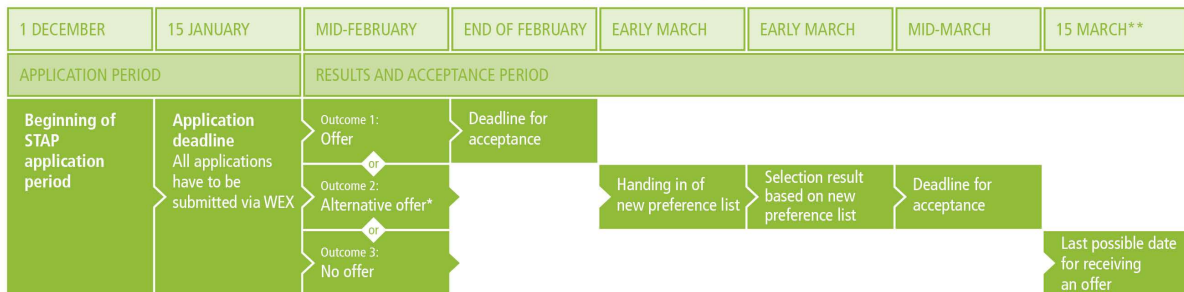 1 DECEMBER
15 JANUARY
MID-FEBRUARY
END OF FEBRUARY
EARLY MARCH
EARLY MARCH
MID-MARCH
15 MARCH**
APPLICATION PERIOD
RESULTS AND ACCEPTANCE PERIOD
Beginning of
STAP
application
period
Application
deadline
All applications
have to be
submitted via WEX
Outcome 1:
Offer
or
Outcome 2:
Alternative offer*
or
Outcome 3:
No offer
Deadline for
acceptance
Handing in of
new preference list
Selection result
based on new
preference list
Deadline for
acceptance
Last possible date
for receiving
an offer